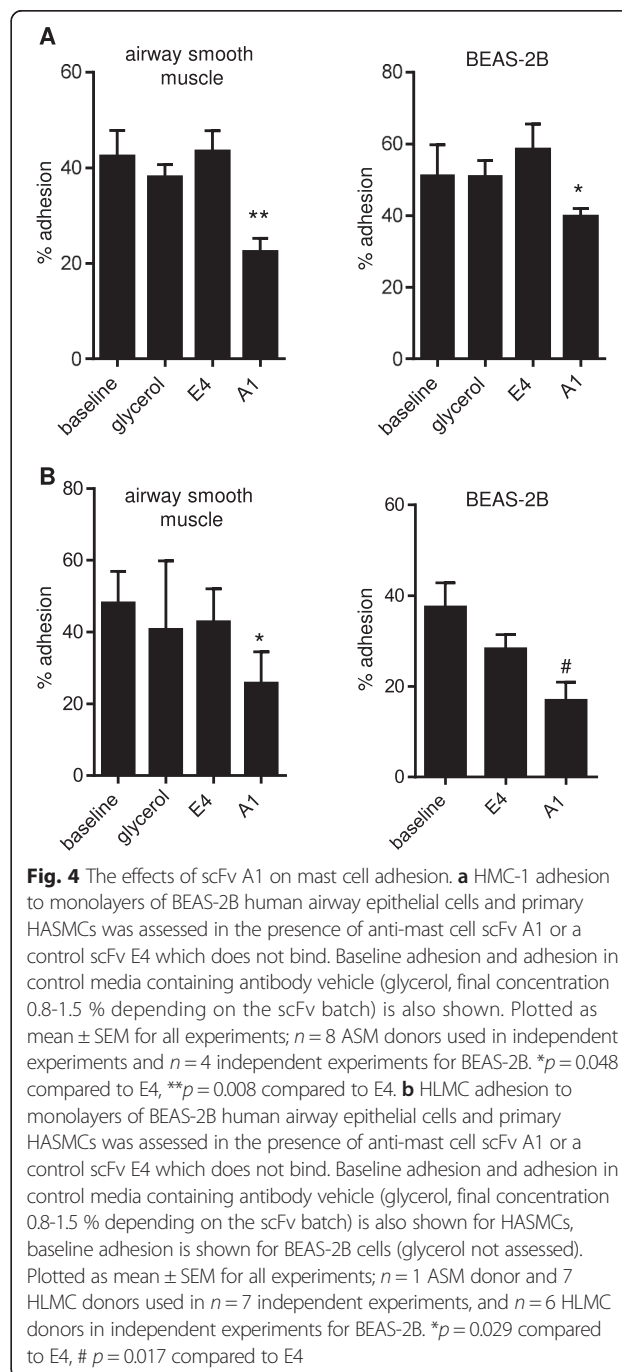 A
airway smooth
muscle
BEAS-2B
60
40
20
0
% adhesion
**
baseline
glycerol
E4
A1
80
60
40
20
0
% adhesion
*
baseline
glycerol
E4
A1
B
airway smooth
muscle
BEAS-2B
80
60
40
20
0
% adhesion
*
baseline
glycerol
E4
A1
60
40
20
0
% adhesion
#
baseline
E4
A1
Fig. 4 The effects of scFv A1 on mast cell adhesion. a HMC-1 adhesion
to monolayers of BEAS-2B human airway epithelial cells and primary
HASMCs was assessed in the presence of anti-mast cell scFv A1 or a
control scFv E4 which does not bind. Baseline adhesion and adhesion in
control media containing antibody vehicle (glycerol, final concentration
0.8-1.5 % depending on the scFv batch) is also shown. Plotted as
mean ± SEM for all experiments; n = 8 ASM donors used in independent
experiments and n = 4 independent experiments for BEAS-2B. *p = 0.048
compared to E4, **p = 0.008 compared to E4. b HLMC adhesion to
monolayers of BEAS-2B human airway epithelial cells and primary
HASMCs was assessed in the presence of anti-mast cell scFv A1 or a
control scFv E4 which does not bind. Baseline adhesion and adhesion in
control media containing antibody vehicle (glycerol, final concentration
0.8-1.5 % depending on the scFv batch) is also shown for HASMCs,
baseline adhesion is shown for BEAS-2B cells (glycerol not assessed).
Plotted as mean ± SEM for all experiments; n = 1 ASM donor and 7
HLMC donors used in n = 7 independent experiments, and n = 6 HLMC
donors in independent experiments for BEAS-2B. *p = 0.029 compared
to E4, # p = 0.017 compared to E4